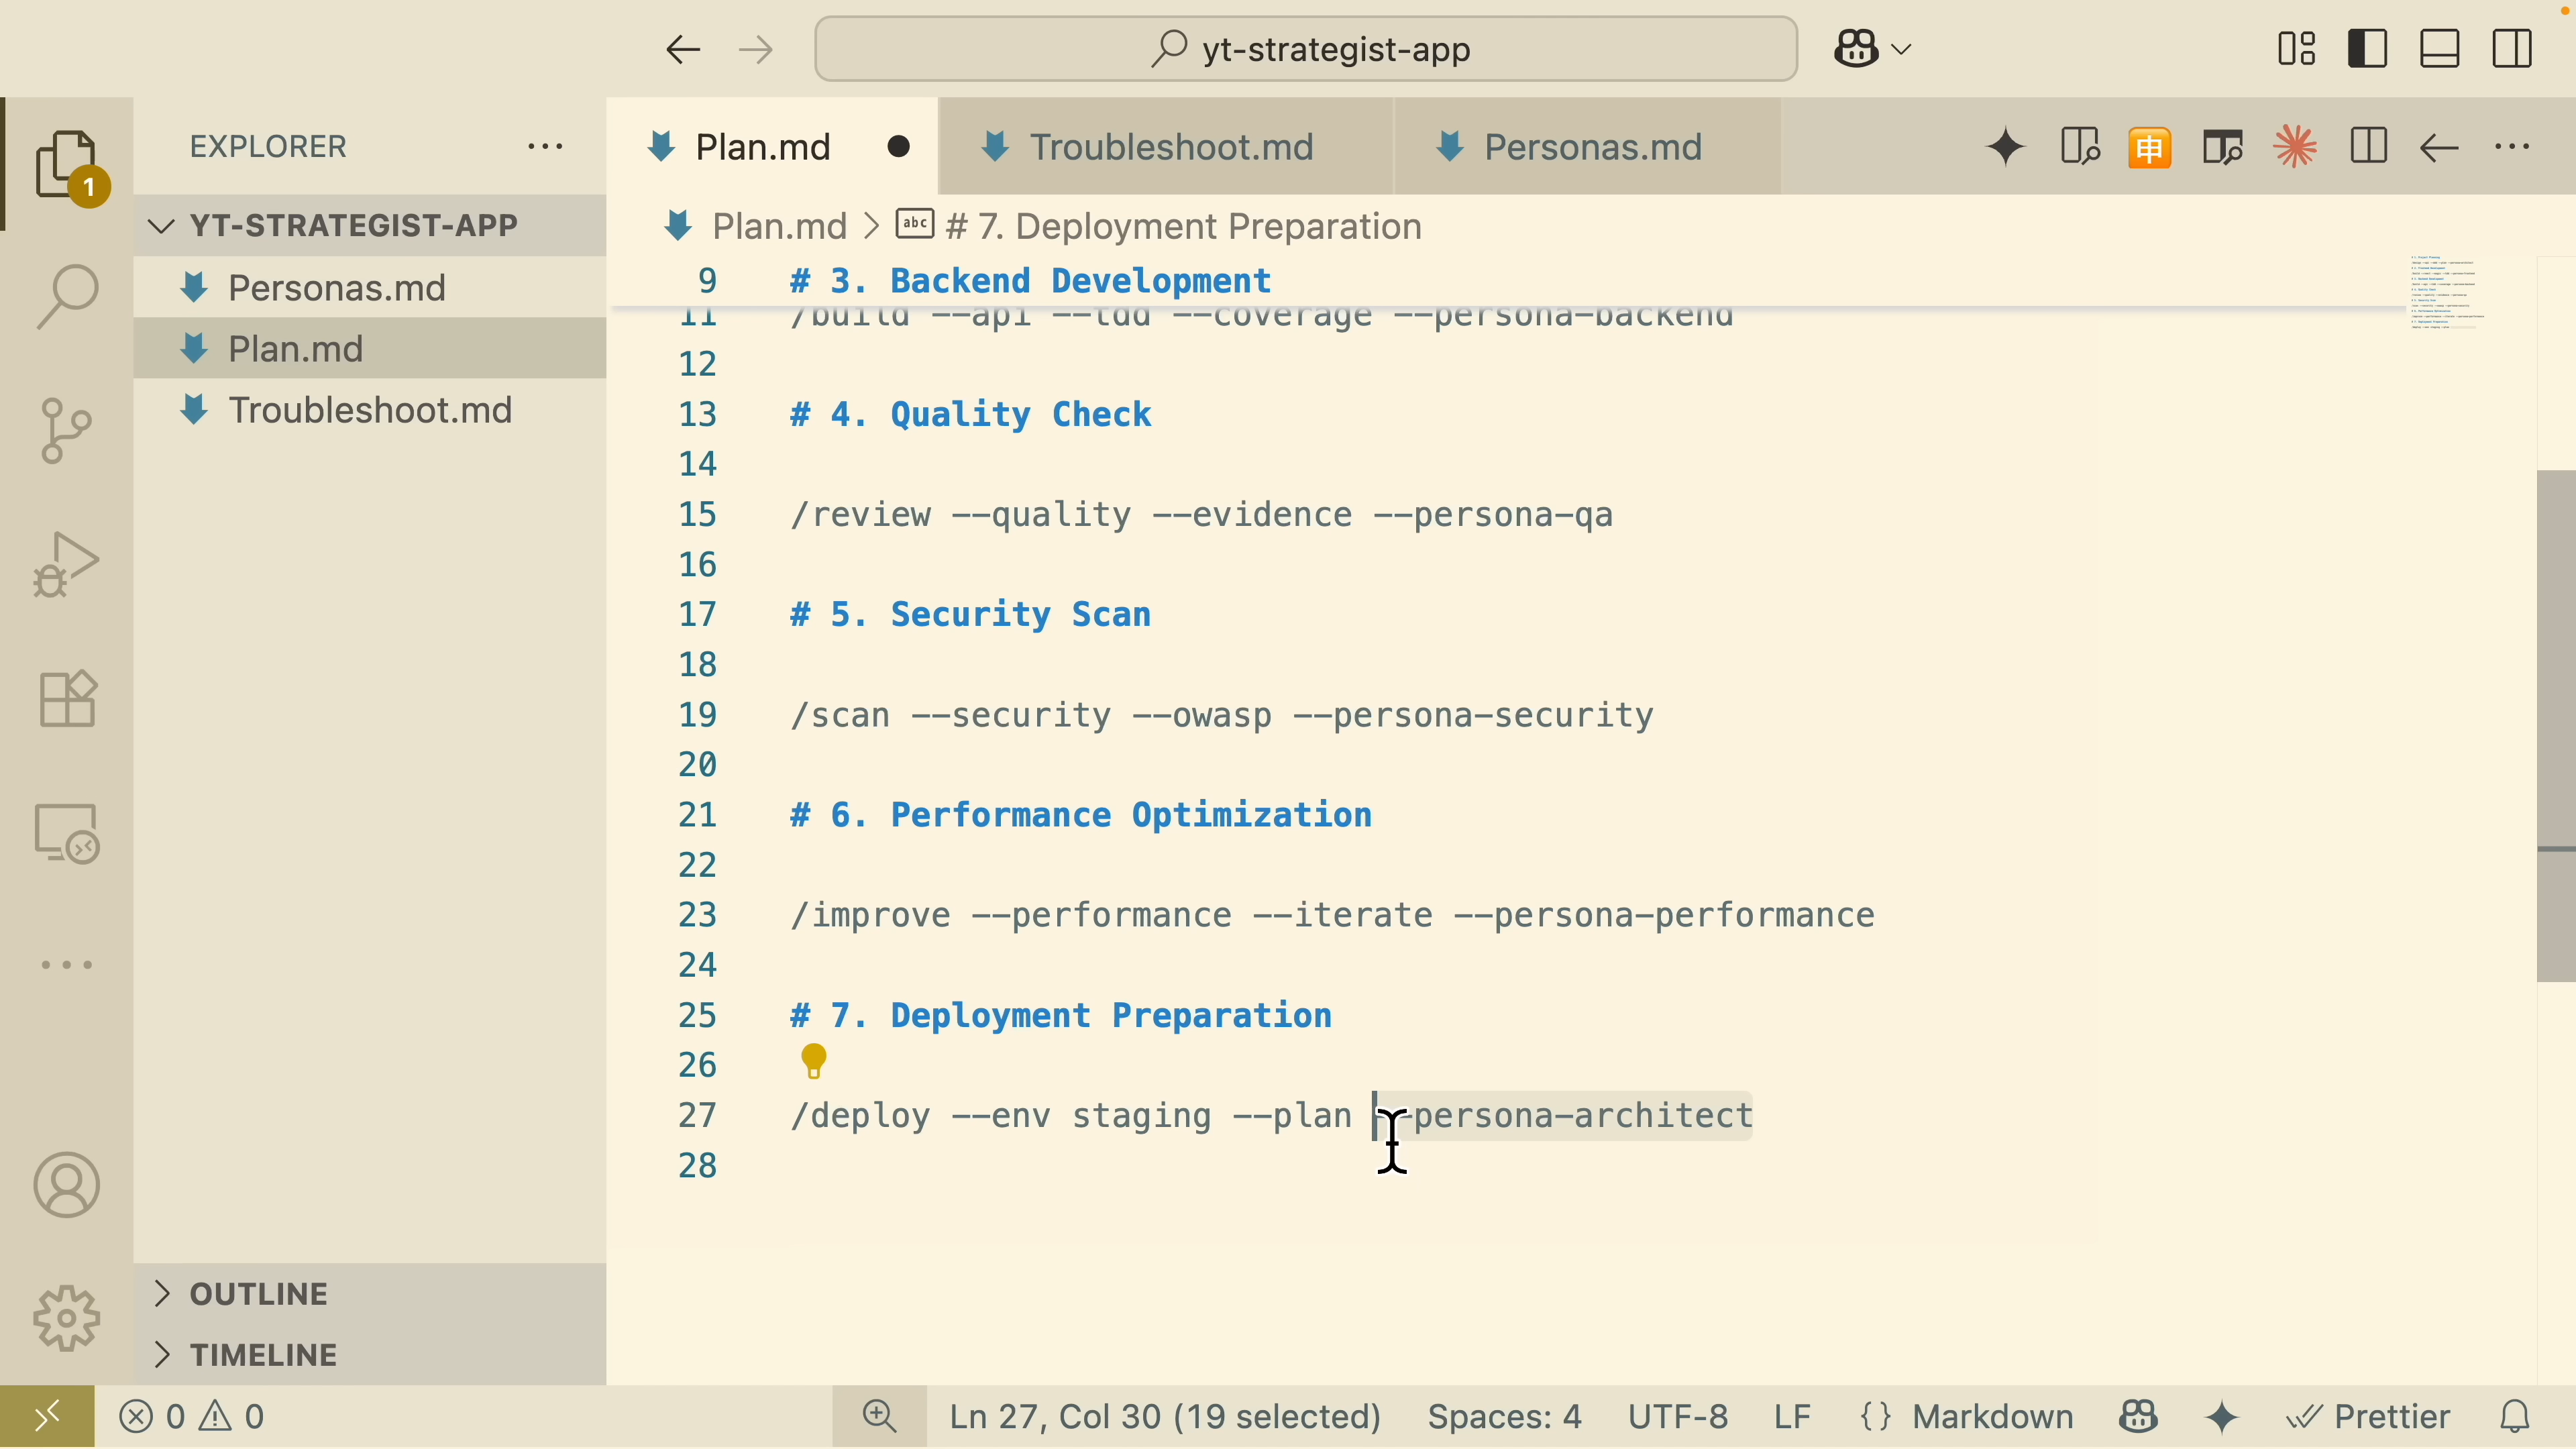 yt-strategist-app
EXPLORER
Plan.md
Troubleshoot.md
Personas.md
申
1
YT-STRATEGIST-APP
Plan.md > abc # 7. Deployment Preparation
Personas.md
Plan.md
Troubleshoot.md
9 # 3. Backend Development
11 /build --api --tdd --coverage --persona-backend
12
13 # 4. Quality Check
14
15 /review --quality --evidence --persona-qa
16
17 # 5. Security Scan
18
19 /scan --security --owasp --persona-security
20
21 # 6. Performance Optimization
22
23 /improve --performance --iterate --persona-performance
24
25 # 7. Deployment Preparation
26
27 /deploy --env staging --plan --persona-architect
28
OUTLINE
TIMELINE
0 0
Ln 27, Col 30 (19 selected)
Spaces: 4
UTF-8
LF
{} Markdown
Prettier